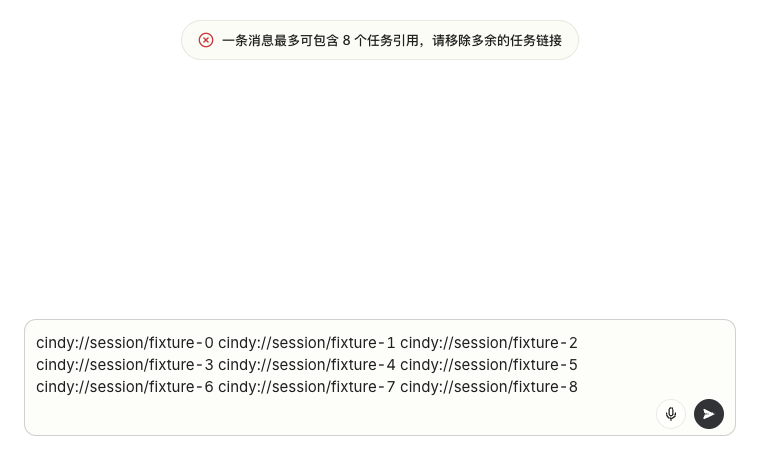 一条消息最多可包含 8 个任务引用，请移除多余的任务链接
cindy://session/fixture-0 cindy://session/fixture-1 cindy://session/fixture-2
cindy://session/fixture-3 cindy://session/fixture-4 cindy://session/fixture-5
cindy://session/fixture-6 cindy://session/fixture-7 cindy://session/fixture-8